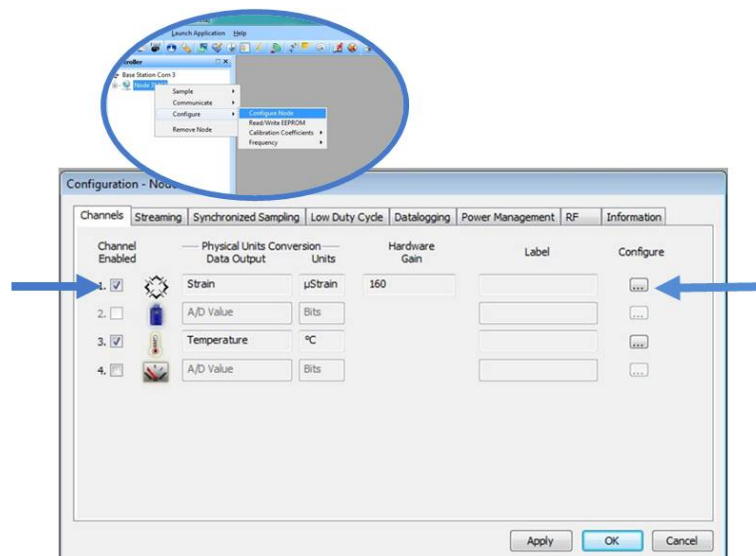 Launch Application Help
Base Station Com 3
Node
Sample
Communicate
Configure
Remove Node
Configure Node
Read/Write EEPROM
Calibration Coefficients
Frequency
Configuration - Node
Channels Streaming Synchronized Sampling Low Duty Cycle Datalogging Power Management RF Information
Channel Enabled
Physical Units Conversion
Data Output Units
Hardware Gain
Label
Configure
1. Strain µStrain 160 ...
2. A/D Value Bits ...
3. Temperature °C ...
4. A/D Value Bits ...
Apply OK Cancel